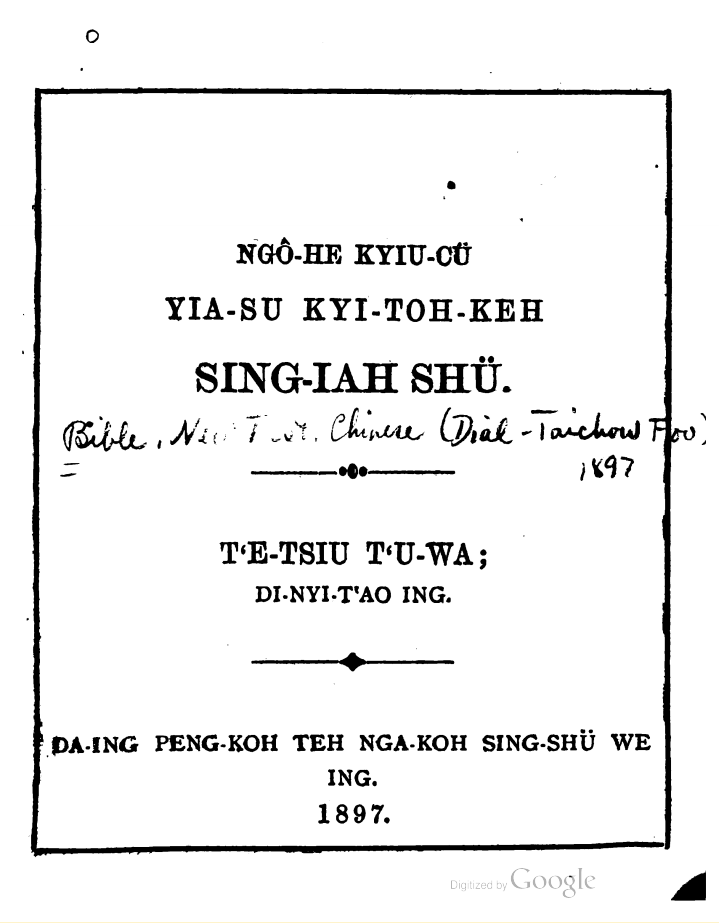 NGÔ-HE KYIU-CÜ
YIA-SU KYI-TOH-KEH
SING-IAH SHÜ.
Bible, New Test. Chinese (Dial-Taichow Foo)
1897
T‘E-TSIU T‘U-WA;
DI-NYI-T‘AO ING.
DA-ING PENG-KOH TEH NGA-KOH SING-SHÜ WE
ING.
1897.
Digitized by Google